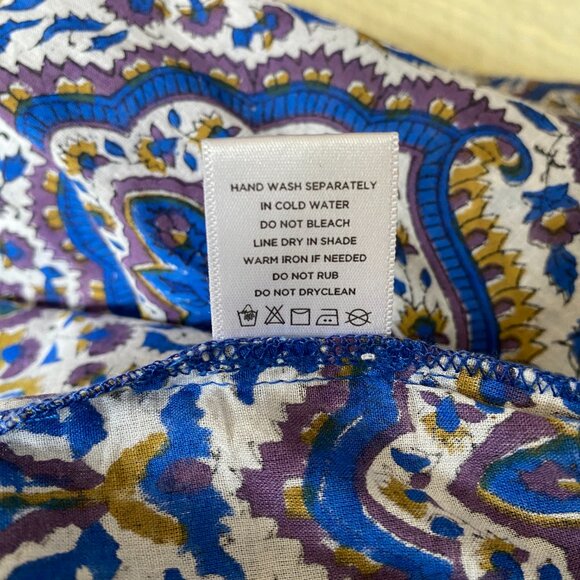 HAND WASH SEPARATELY
IN COLD WATER
DO NOT BLEACH
LINE DRY IN SHADE
WARM IRON IF NEEDED
DO NOT RUB
DO NOT DRYCLEAN